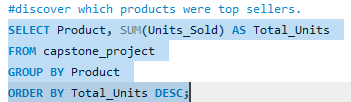 #discover which products were top sellers.
SELECT Product, SUM(Units_Sold) AS Total_Units
FROM capstone_project
GROUP BY Product
ORDER BY Total_Units DESC;